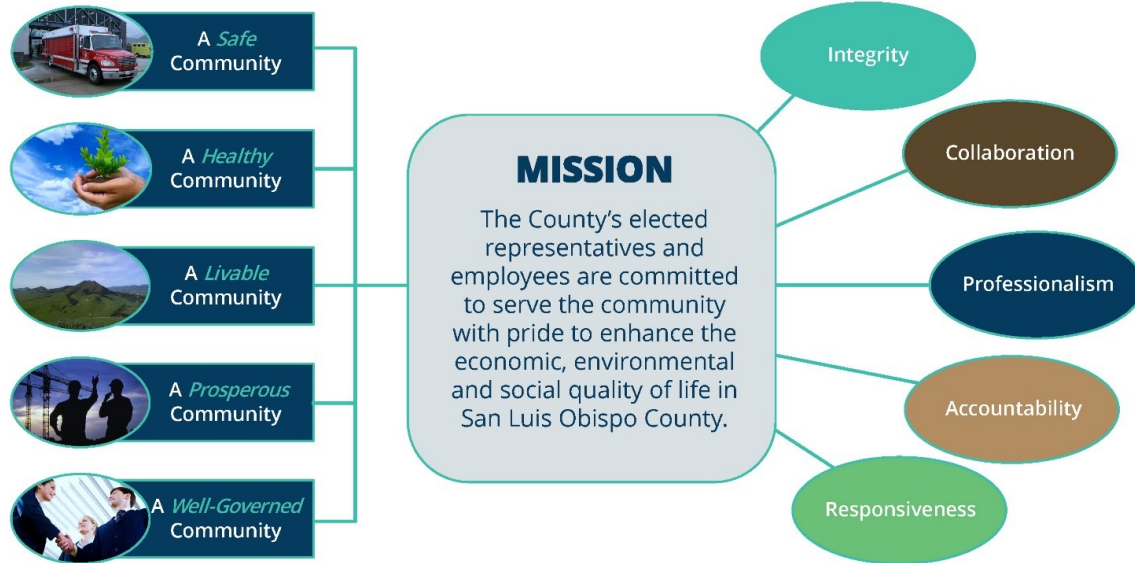 A Safe
Community
A Healthy
Community
A Livable
Community
A Prosperous
Community
A Well-Governed
Community
MISSION
The County’s elected
representatives and
employees are committed
to serve the community
with pride to enhance the
economic, environmental
and social quality of life in
San Luis Obispo County.
Integrity
Collaboration
Professionalism
Accountability
Responsiveness